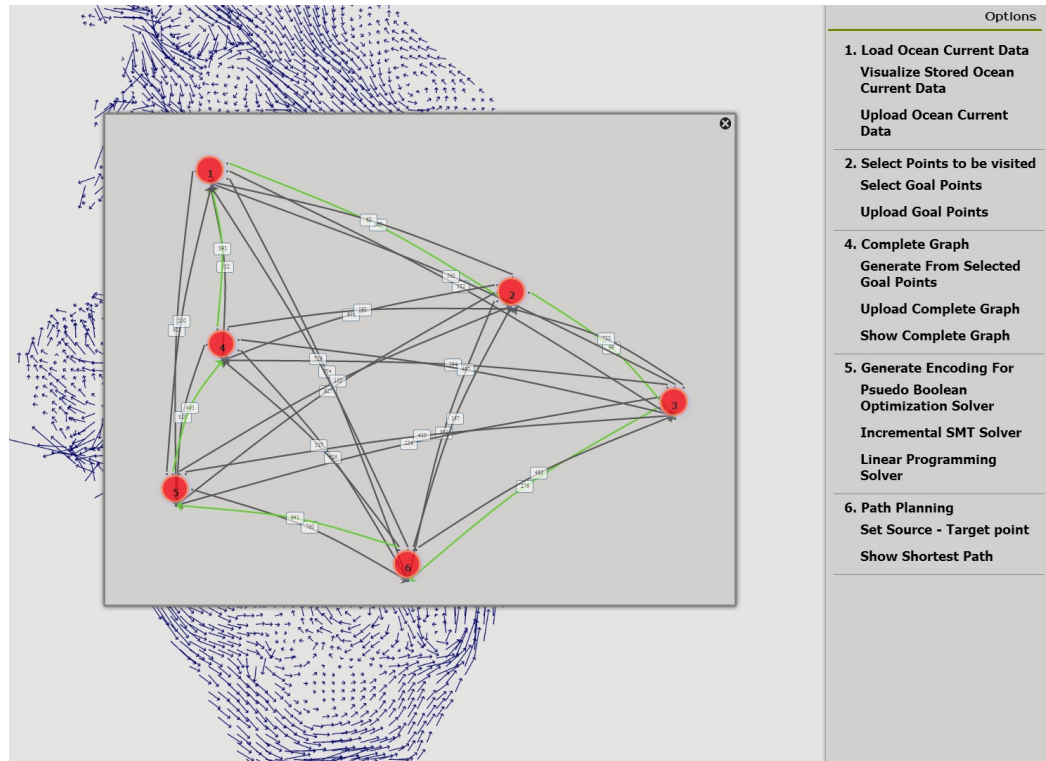 Options
1. Load Ocean Current Data
Visualize Stored Ocean
Current Data
Upload Ocean Current
Data
2. Select Points to be visited
Select Goal Points
Upload Goal Points
4. Complete Graph
Generate From Selected
Goal Points
Upload Complete Graph
Show Complete Graph
5. Generate Encoding For
Psuedo Boolean
Optimization Solver
Incremental SMT Solver
Linear Programming
Solver
6. Path Planning
Set Source - Target point
Show Shortest Path
1
2
3
4
5
6